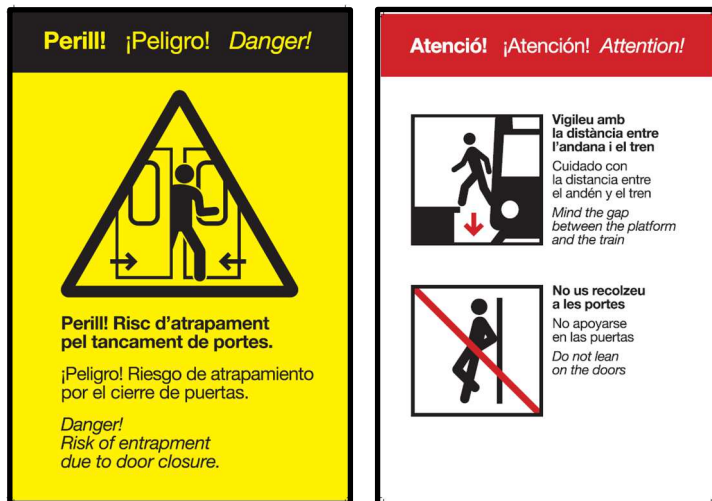 Perill! ¡Peligro! Danger!
Perill! Risc d'atrapament
pel tancament de portes.
¡Peligro! Riesgo de atrapamiento
por el cierre de puertas.
Danger!
Risk of entrapment
due to door closure.
Atenció! ¡Atención! Attention!
Vigileu amb
la distància entre
l'andana i el tren
Cuidado con
la distancia entre
el andén y el tren
Mind the gap
between the platform
and the train
No us recolzeu
a les portes
No apoyarse
en las puertas
Do not lean
on the doors